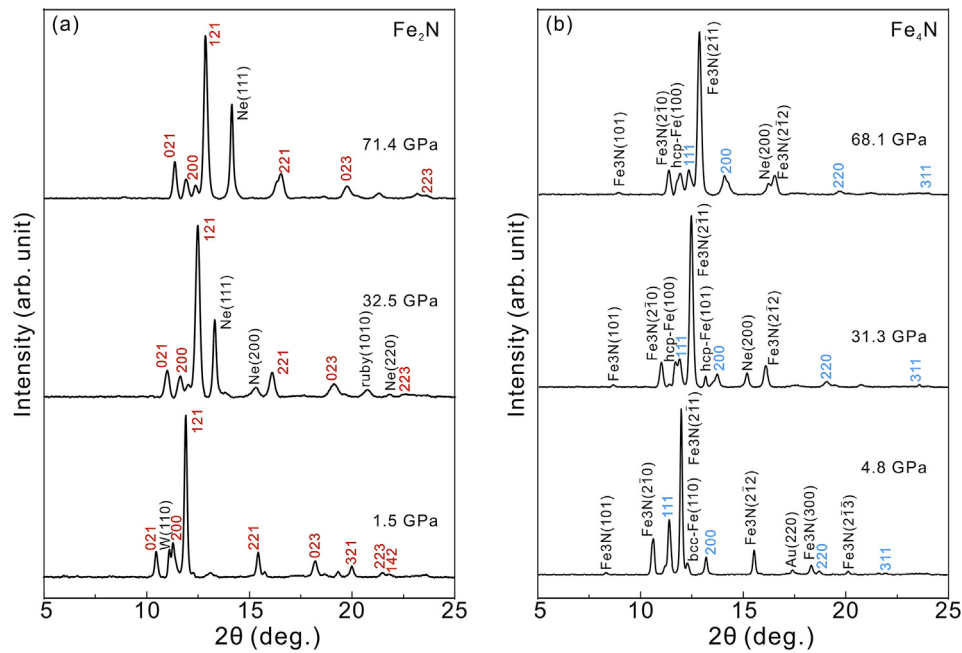 (a)
Fe₂N
121
Ne(111)
021
200
71.4 GPa
221
023
223
121
Ne(111)
32.5 GPa
021
200
Ne(200)
221
023
ruby(1010)
Ne(220)
223
121
1.5 GPa
021
W(110)
200
221
023
321
223
142
5
10
15
20
25
2θ (deg.)
Intensity (arb. unit)
(b)
Fe₄N
Fe3N(101)
Fe3N(21̄0)
hcp-Fe(100)
111
Fe3N(21̄1)
200
Ne(200)
Fe3N(21̄2)
68.1 GPa
220
311
Fe3N(101)
Fe3N(21̄0)
hcp-Fe(100)
111
Fe3N(21̄1)
hcp-Fe(101)
200
Ne(200)
Fe3N(21̄2)
31.3 GPa
220
311
Fe3N(101)
Fe3N(21̄0)
111
Fe3N(21̄1)
bcc-Fe(110)
200
Fe3N(21̄2)
4.8 GPa
Au(220)
Fe3N(300)
220
Fe3N(21̄3)
311
5
10
15
20
25
2θ (deg.)
Intensity (arb. unit)